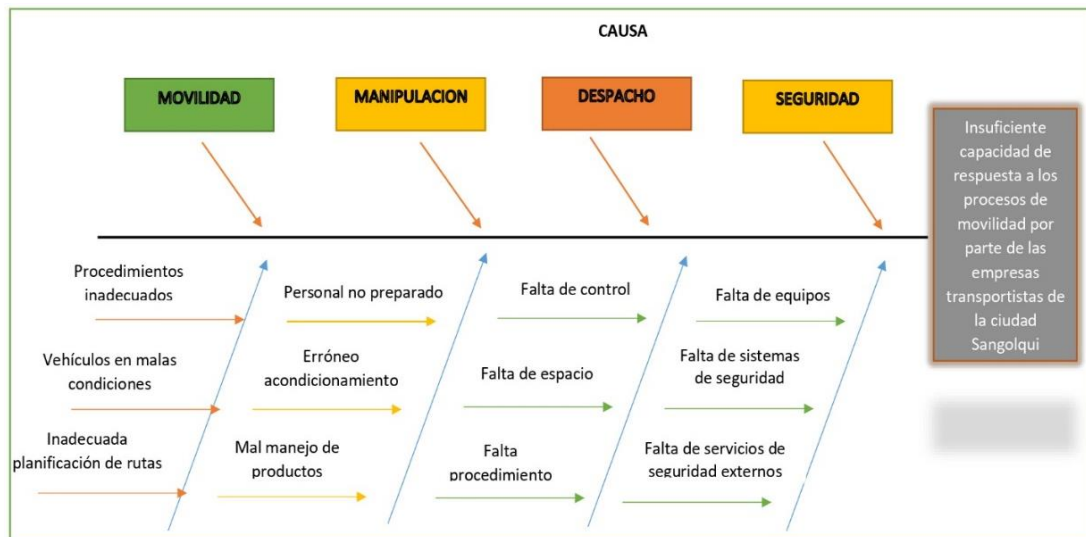 CAUSA
MOVILIDAD
MANIPULACION
DESPACHO
SEGURIDAD
Insuficiente
capacidad de
respuesta a los
procesos de
movilidad por
parte de las
empresas
transportistas de
la ciudad
Sangolqui
Procedimientos
inadecuados
Vehículos en malas
condiciones
Inadecuada
planificación de rutas
Personal no preparado
Erróneo
acondicionamiento
Mal manejo de
productos
Falta de control
Falta de espacio
Falta
procedimiento
Falta de equipos
Falta de sistemas
de seguridad
Falta de servicios de
seguridad externos